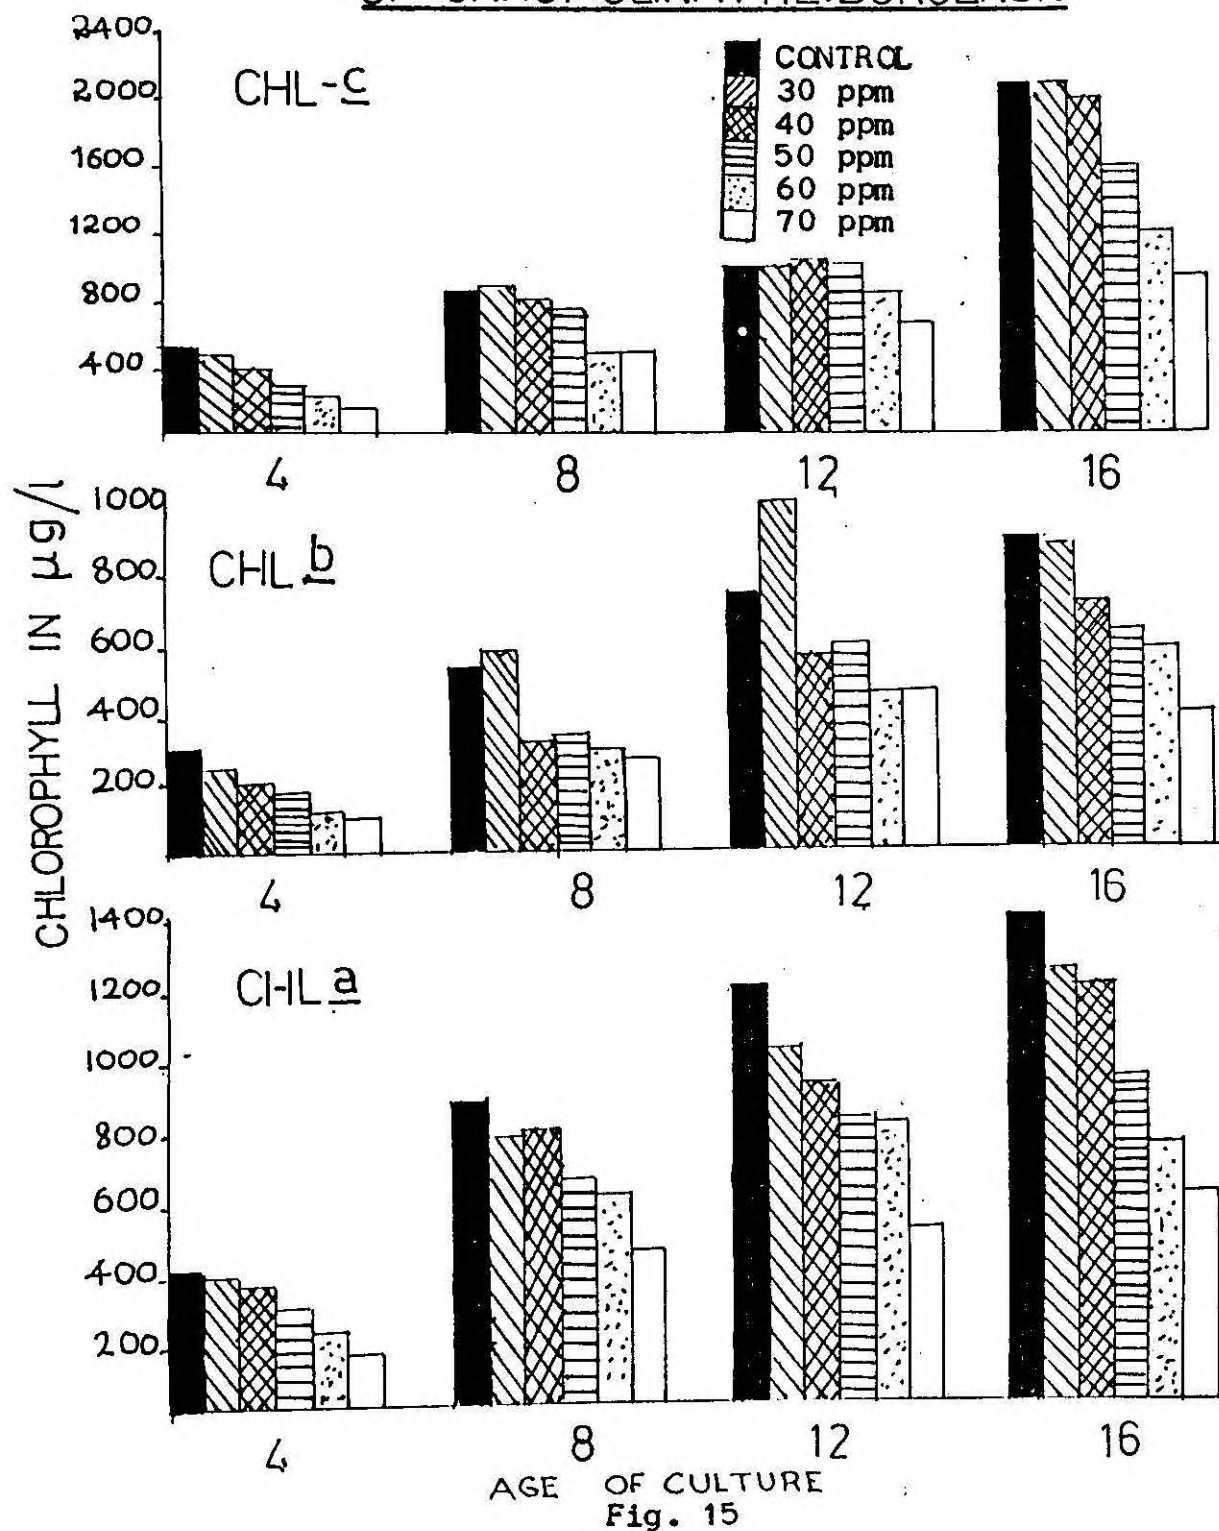 2400
2000
1600
1200
800
400
CHL-c
CONTROL
30 ppm
40 ppm
50 ppm
60 ppm
70 ppm
4 8 12 16
CHLOROPHYLL IN µg/l
1000
800
600
400
200
CHL b
4 8 12 16
1400
1200
1000
800
600
400
200
CHL a
4 8 12 16
AGE OF CULTURE
Fig. 15